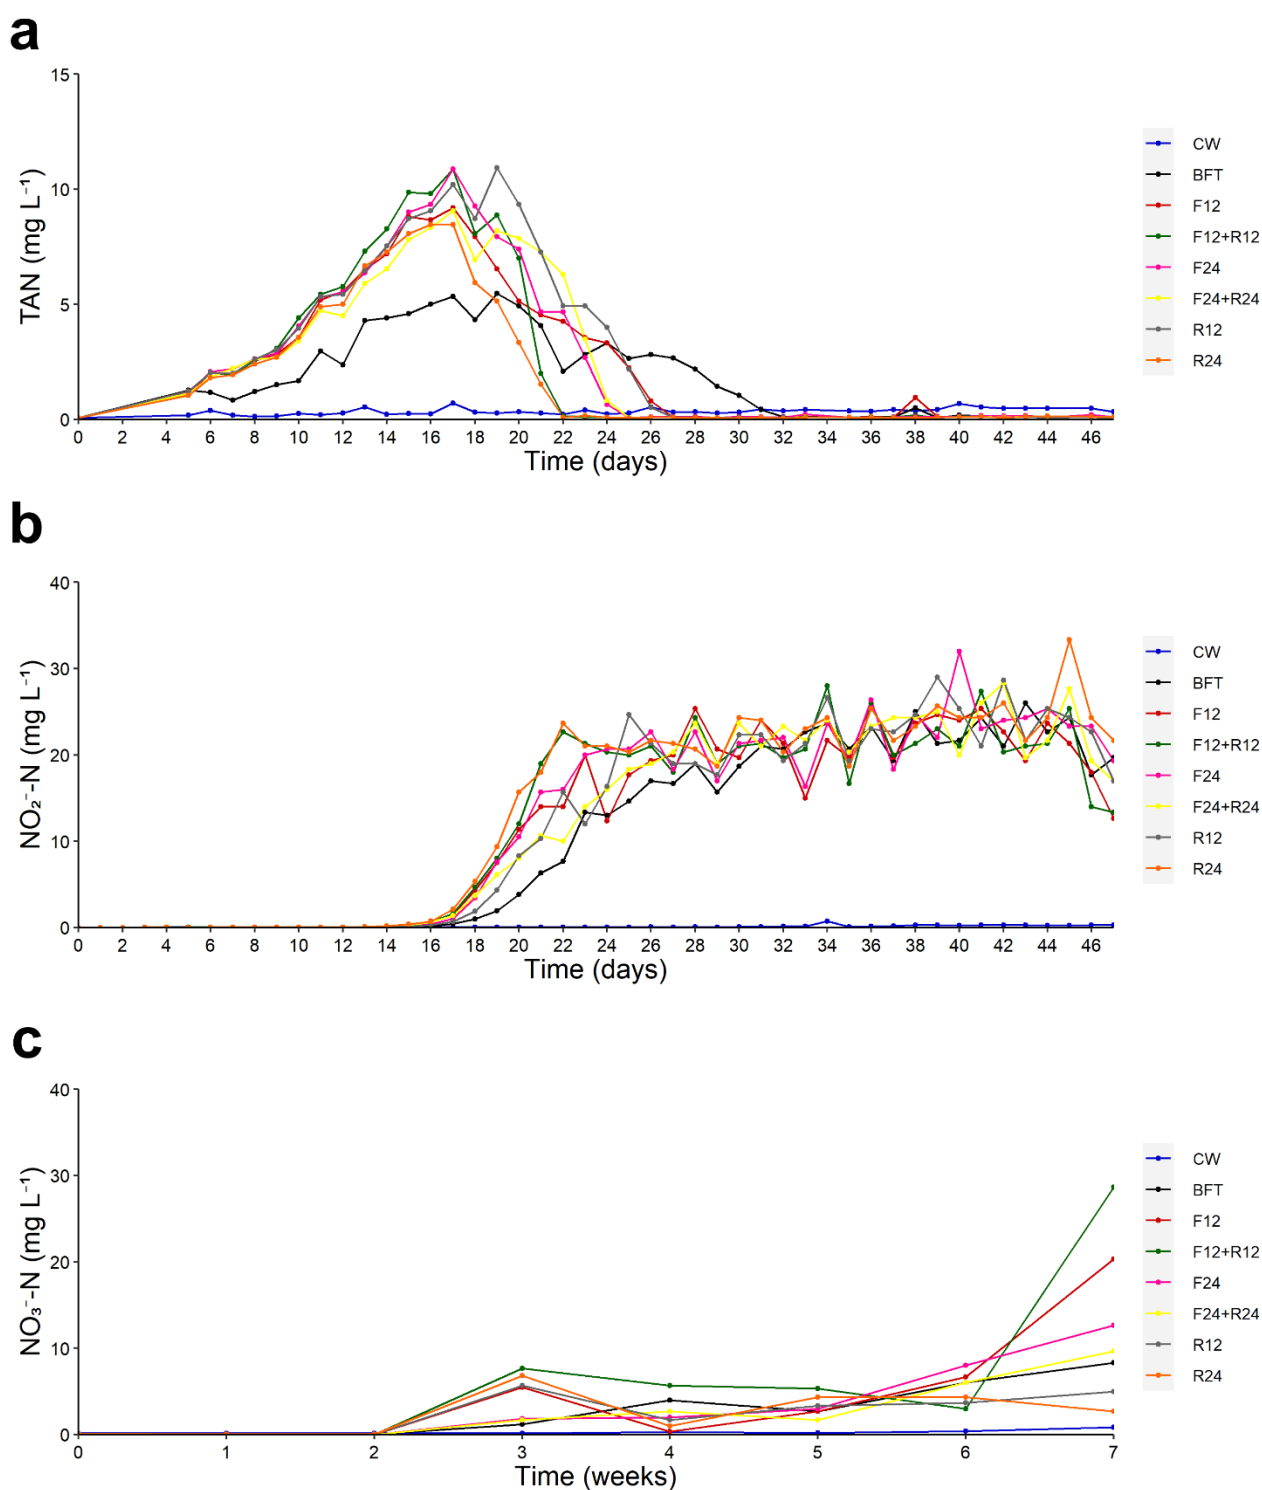 a
TAN (mg L⁻¹)
15
10
5
0
0 2 4 6 8 10 12 14 16 18 20 22 24 26 28 30 32 34 36 38 40 42 44 46
Time (days)
CW
BFT
F12
F12+R12
F24
F24+R24
R12
R24
b
NO₂⁻-N (mg L⁻¹)
40
30
20
10
0
0 2 4 6 8 10 12 14 16 18 20 22 24 26 28 30 32 34 36 38 40 42 44 46
Time (days)
CW
BFT
F12
F12+R12
F24
F24+R24
R12
R24
c
NO₃⁻-N (mg L⁻¹)
40
30
20
10
0
0 1 2 3 4 5 6 7
Time (weeks)
CW
BFT
F12
F12+R12
F24
F24+R24
R12
R24